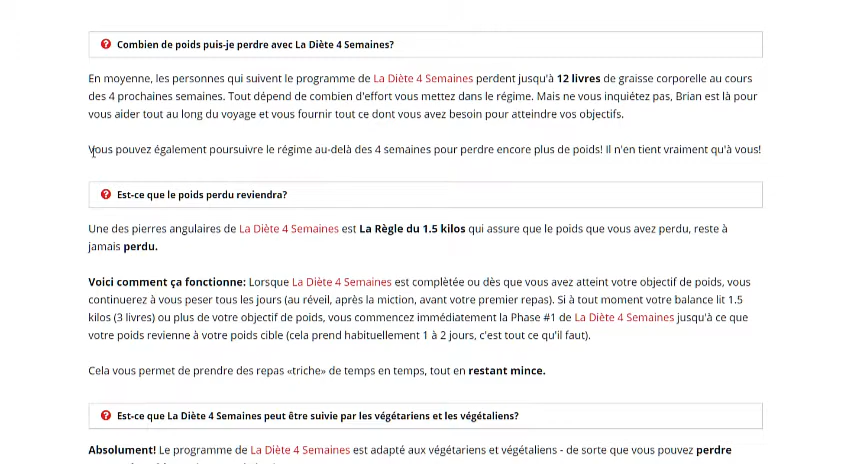 Combien de poids puis-je perdre avec La Diète 4 Semaines?
En moyenne, les personnes qui suivent le programme de La Diète 4 Semaines perdent jusqu'à 12 livres de graisse corporelle au cours
des 4 prochaines semaines. Tout dépend de combien d'effort vous mettez dans le régime. Mais ne vous inquiétez pas, Brian est là pour
vous aider tout au long du voyage et vous fournir tout ce dont vous avez besoin pour atteindre vos objectifs.
Vous pouvez également poursuivre le régime au-delà des 4 semaines pour perdre encore plus de poids! Il n'en tient vraiment qu'à vous!
Est-ce que le poids perdu reviendra?
Une des pierres angulaires de La Diète 4 Semaines est La Règle du 1.5 kilos qui assure que le poids que vous avez perdu, reste à
jamais perdu.
Voici comment ça fonctionne: Lorsque La Diète 4 Semaines est complètée ou dès que vous avez atteint votre objectif de poids, vous
continuerez à vous peser tous les jours (au réveil, après la miction, avant votre premier repas). Si à tout moment votre balance lit 1.5
kilos (3 livres) ou plus de votre objectif de poids, vous commencez immédiatement la Phase #1 de La Diète 4 Semaines jusqu'à ce que
votre poids revienne à votre poids cible (cela prend habituellement 1 à 2 jours, c'est tout ce qu'il faut).
Cela vous permet de prendre des repas «triche» de temps en temps, tout en restant mince.
Est-ce que La Diète 4 Semaines peut être suivie par les végétariens et les végétaliens?
Absolument! Le programme de La Diète 4 Semaines est adapté aux végétariens et végétaliens - de sorte que vous pouvez perdre